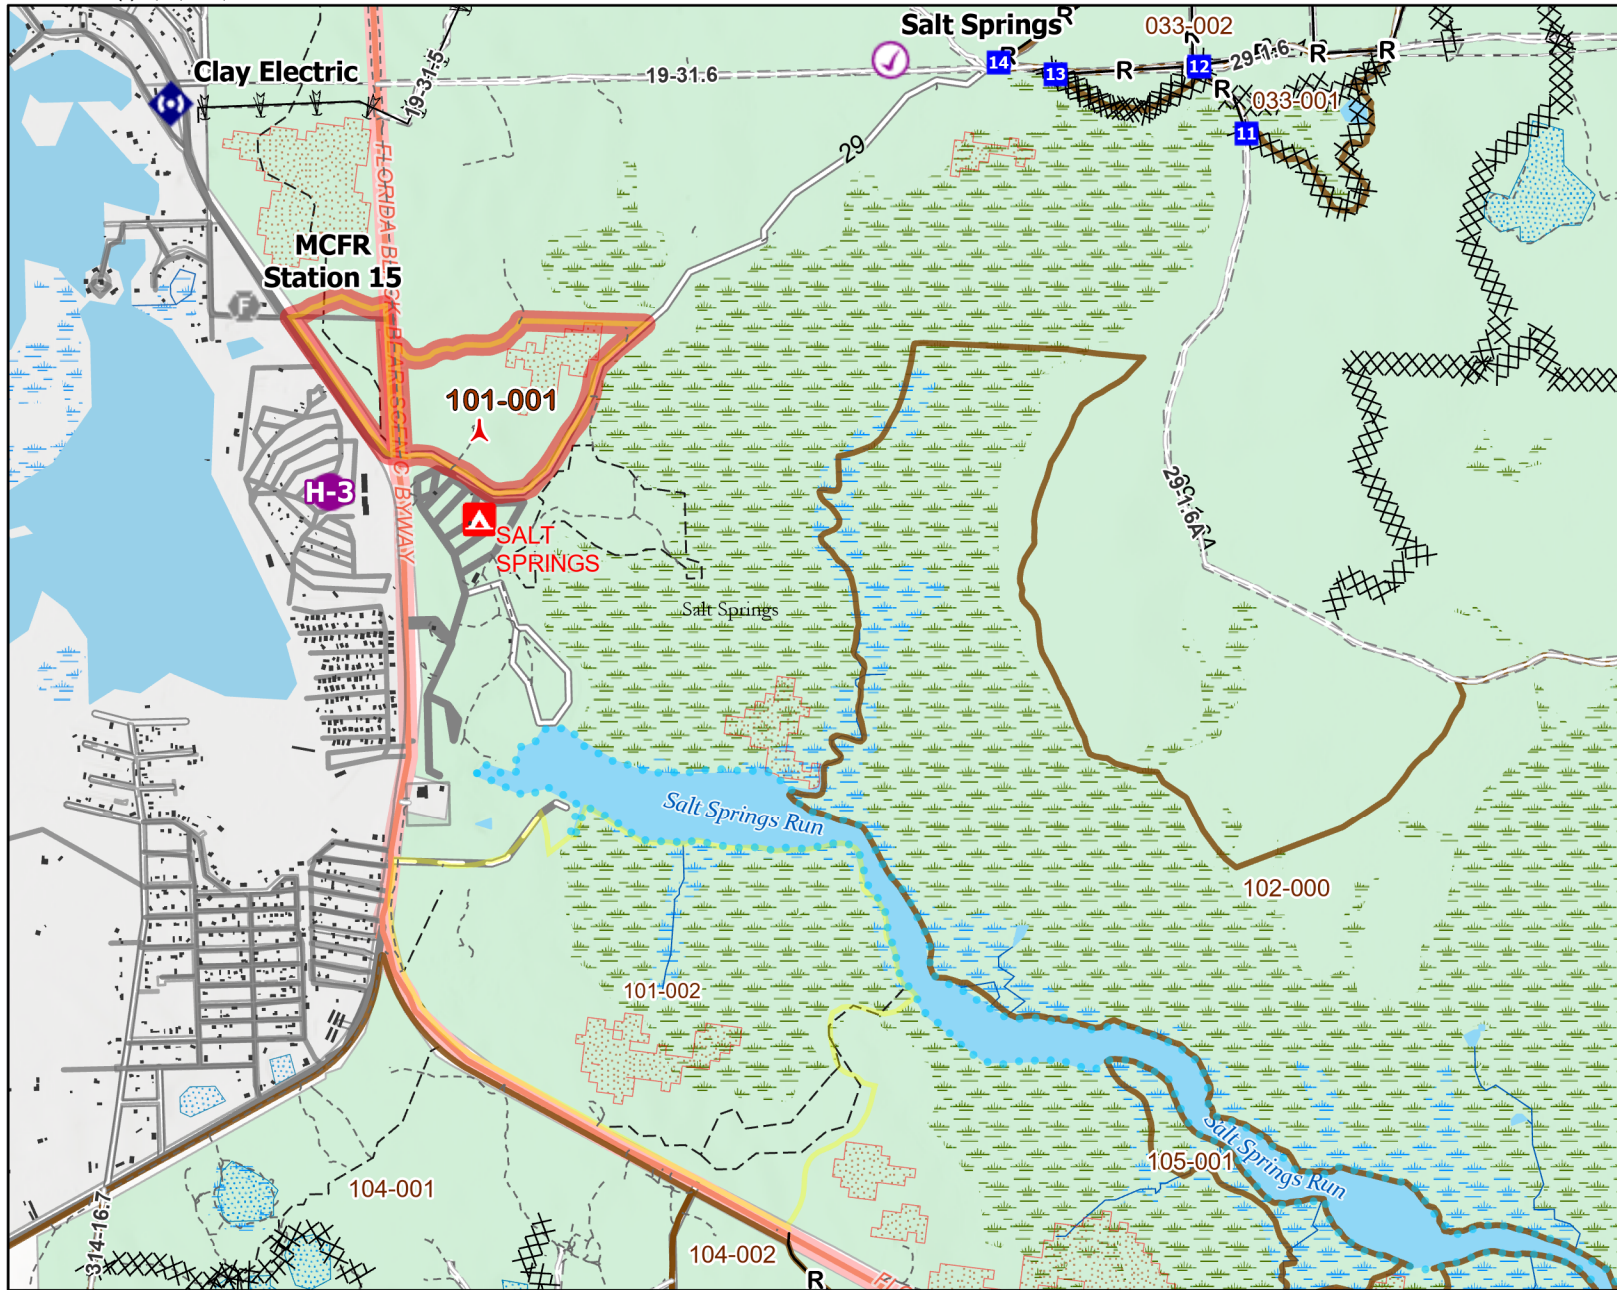 Salt Springs
R
033-002
R
R
R
R
29-1.6
R
14
13
12
R
11
033-001
Clay Electric
19-31.5
19-31.6
29
FLORIDA BLACK BEAR SCENIC BYWAY
MCFR
Station 15
F
101-001
H-3
SALT
SPRINGS
Salt Springs
29-1.6A
Salt Springs Run
102-000
101-002
Salt Springs Run
105-001
104-001
314-16.7
104-002
R